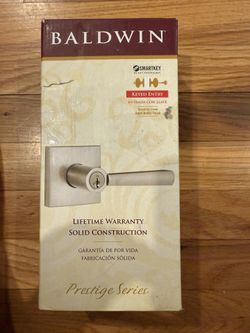 BALDWIN
SMARTKEY
KEYED ENTRY
LIFETIME WARRANTY
SOLID CONSTRUCTION
GARANTÍA DE POR VIDA
FABRICACIÓN SÓLIDA
Prestige Series